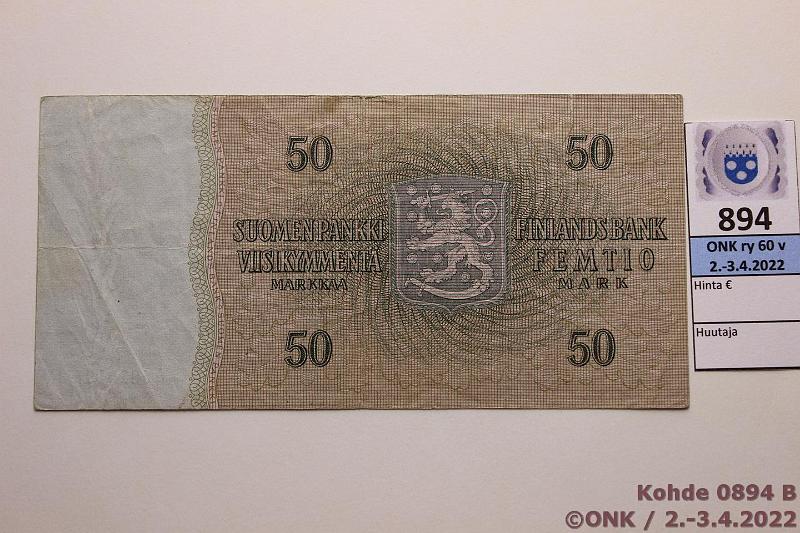 50
50
SUOMEN PANKKI
VIISIKYMMENTÄ
MARKKAA
FINLANDS BANK
FEMTIO
MARK
50
50
894
ONK ry 60 v
2.-3.4.2022
Hinta €
Huutaja
Kohde 0894 B
©ONK / 2.-3.4.2022